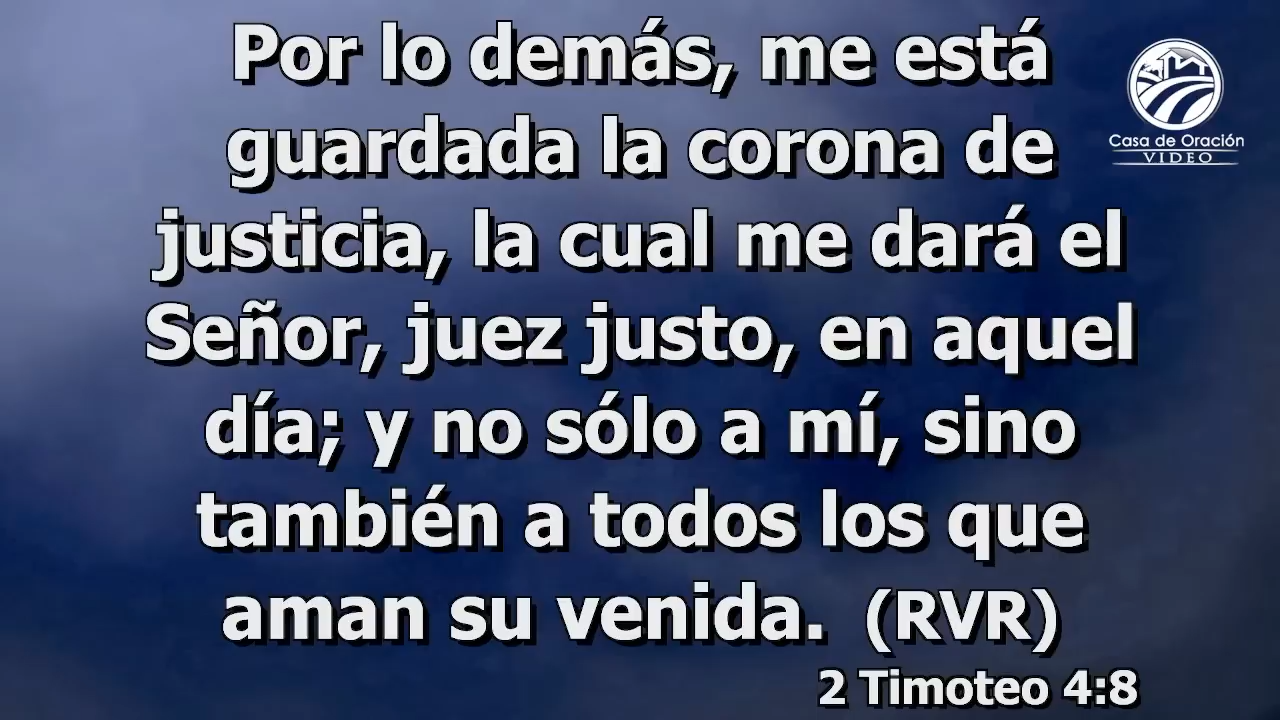 Por lo demás, me está
guardada la corona de
justicia, la cual me dará el
Señor, juez justo, en aquel
día; y no sólo a mí, sino
también a todos los que
aman su venida. (RVR)
2 Timoteo 4:8
Casa de Oración
VIDEO